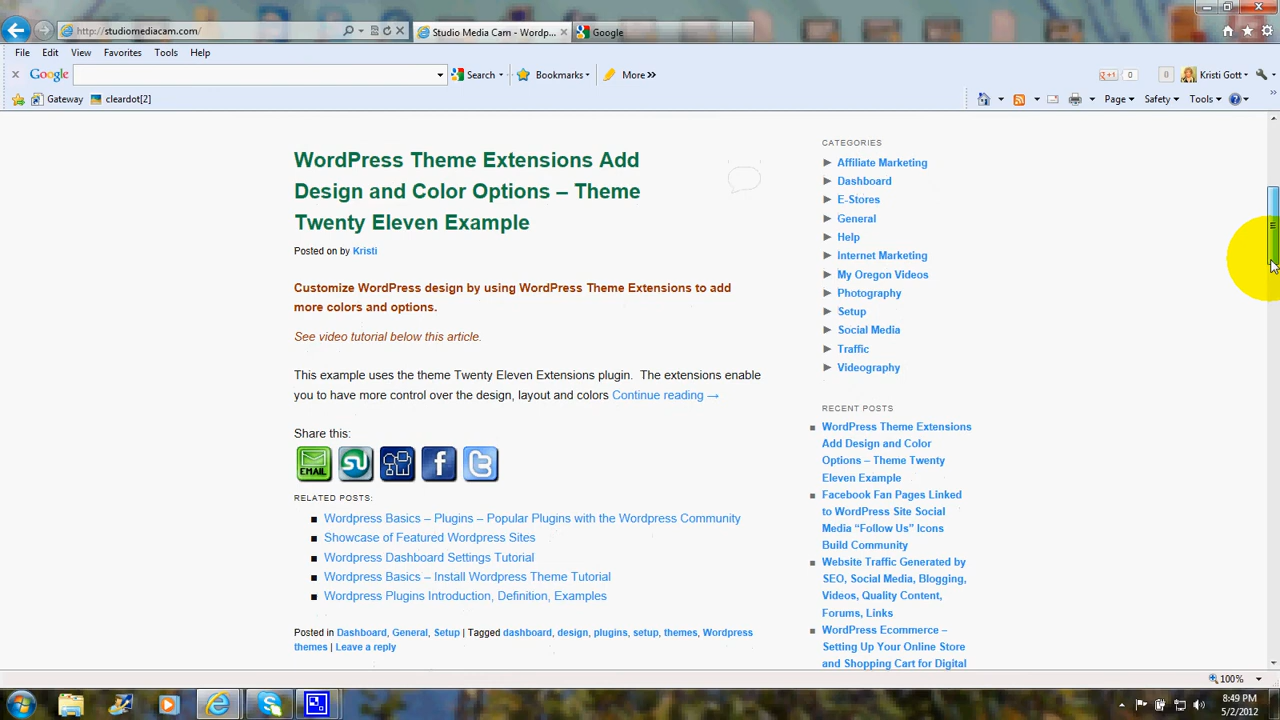 http://studiomediacam.com/
Studio Media Cam - Wordp...
Google
File Edit View Favorites Tools Help
Google
Search
Bookmarks
More »
+1 0
0
Kristi Gott
Gateway
cleardot[2]
Page
Safety
Tools
WordPress Theme Extensions Add
Design and Color Options – Theme
Twenty Eleven Example
Posted on by Kristi
Customize WordPress design by using WordPress Theme Extensions to add
more colors and options.
See video tutorial below this article.
This example uses the theme Twenty Eleven Extensions plugin. The extensions enable
you to have more control over the design, layout and colors Continue reading →
Share this:
EMAIL
RELATED POSTS:
Wordpress Basics – Plugins – Popular Plugins with the Wordpress Community
Showcase of Featured Wordpress Sites
Wordpress Dashboard Settings Tutorial
Wordpress Basics – Install Wordpress Theme Tutorial
Wordpress Plugins Introduction, Definition, Examples
Posted in Dashboard, General, Setup | Tagged dashboard, design, plugins, setup, themes, Wordpress
themes | Leave a reply
CATEGORIES
Affiliate Marketing
Dashboard
E-Stores
General
Help
Internet Marketing
My Oregon Videos
Photography
Setup
Social Media
Traffic
Videography
RECENT POSTS
WordPress Theme Extensions
Add Design and Color
Options – Theme Twenty
Eleven Example
Facebook Fan Pages Linked
to WordPress Site Social
Media “Follow Us” Icons
Build Community
Website Traffic Generated by
SEO, Social Media, Blogging,
Videos, Quality Content,
Forums, Links
WordPress Ecommerce –
Setting Up Your Online Store
and Shopping Cart for Digital
100%
8:49 PM
5/2/2012